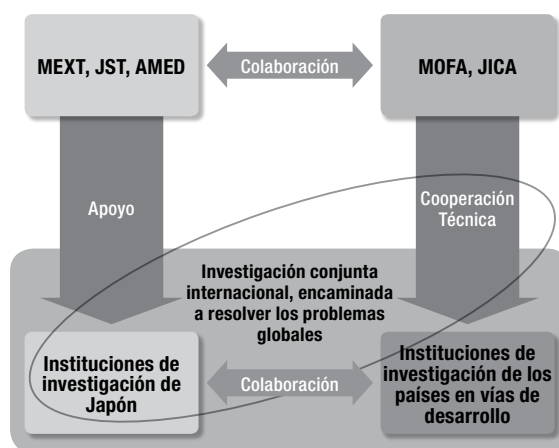 MEXT, JST, AMED
Colaboración
MOFA, JICA
Apoyo
Cooperación
Técnica
Investigación conjunta
internacional, encaminada
a resolver los problemas
globales
Instituciones de
investigación de
Japón
Colaboración
Instituciones de
investigación de los
países en vías de
desarrollo